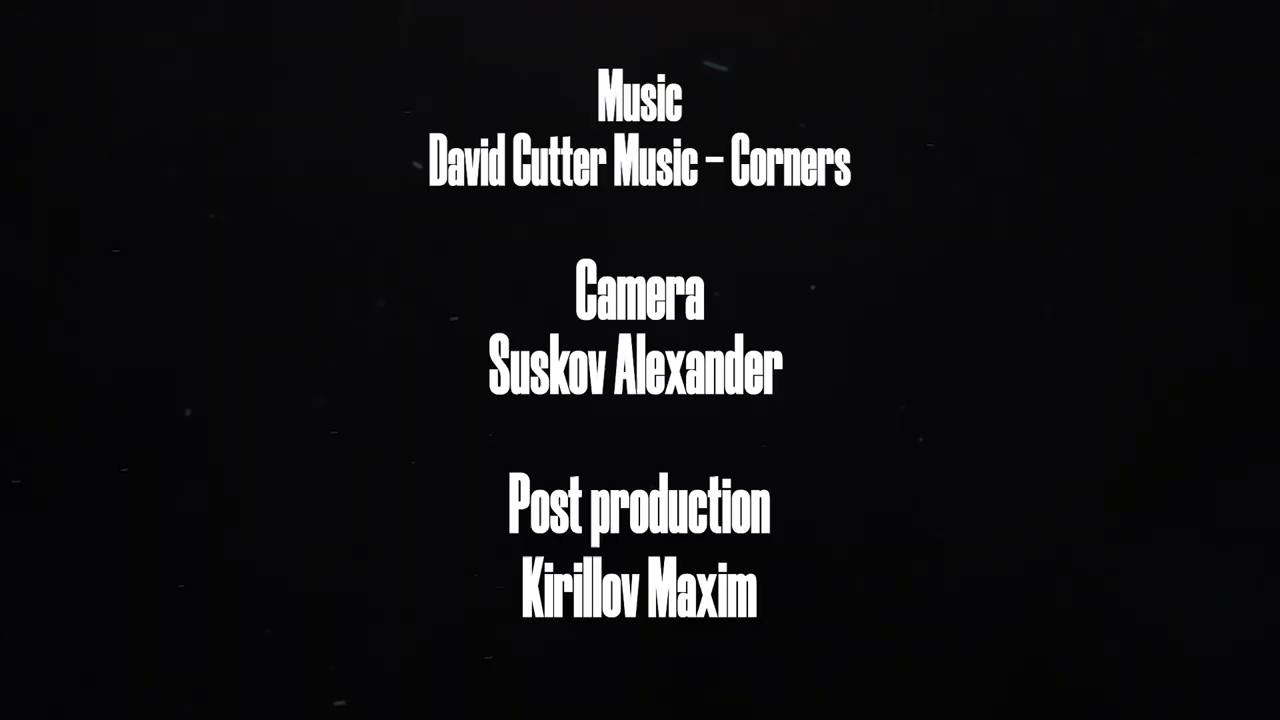 Music
David Cutter Music – Corners
Camera
Suskov Alexander
Post production
Kirillov Maxim